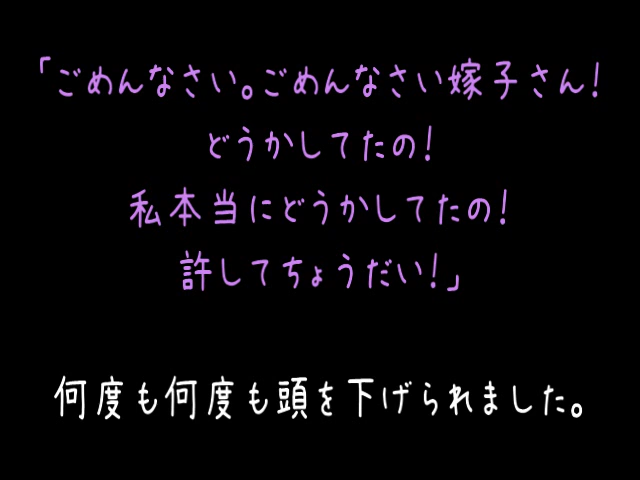 「ごめんなさい。ごめんなさい嫁子さん!
どうかしてたの!
私本当にどうかしてたの!
許してちょうだい!」
何度も何度も頭を下げられました。